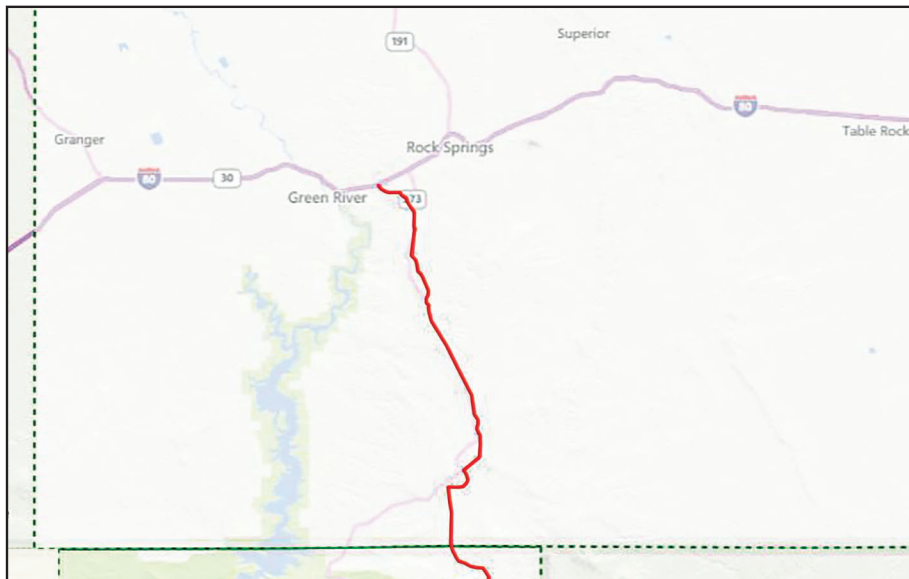 191
Superior
80
Table Rock
Rock Springs
Granger
80
30
Green River